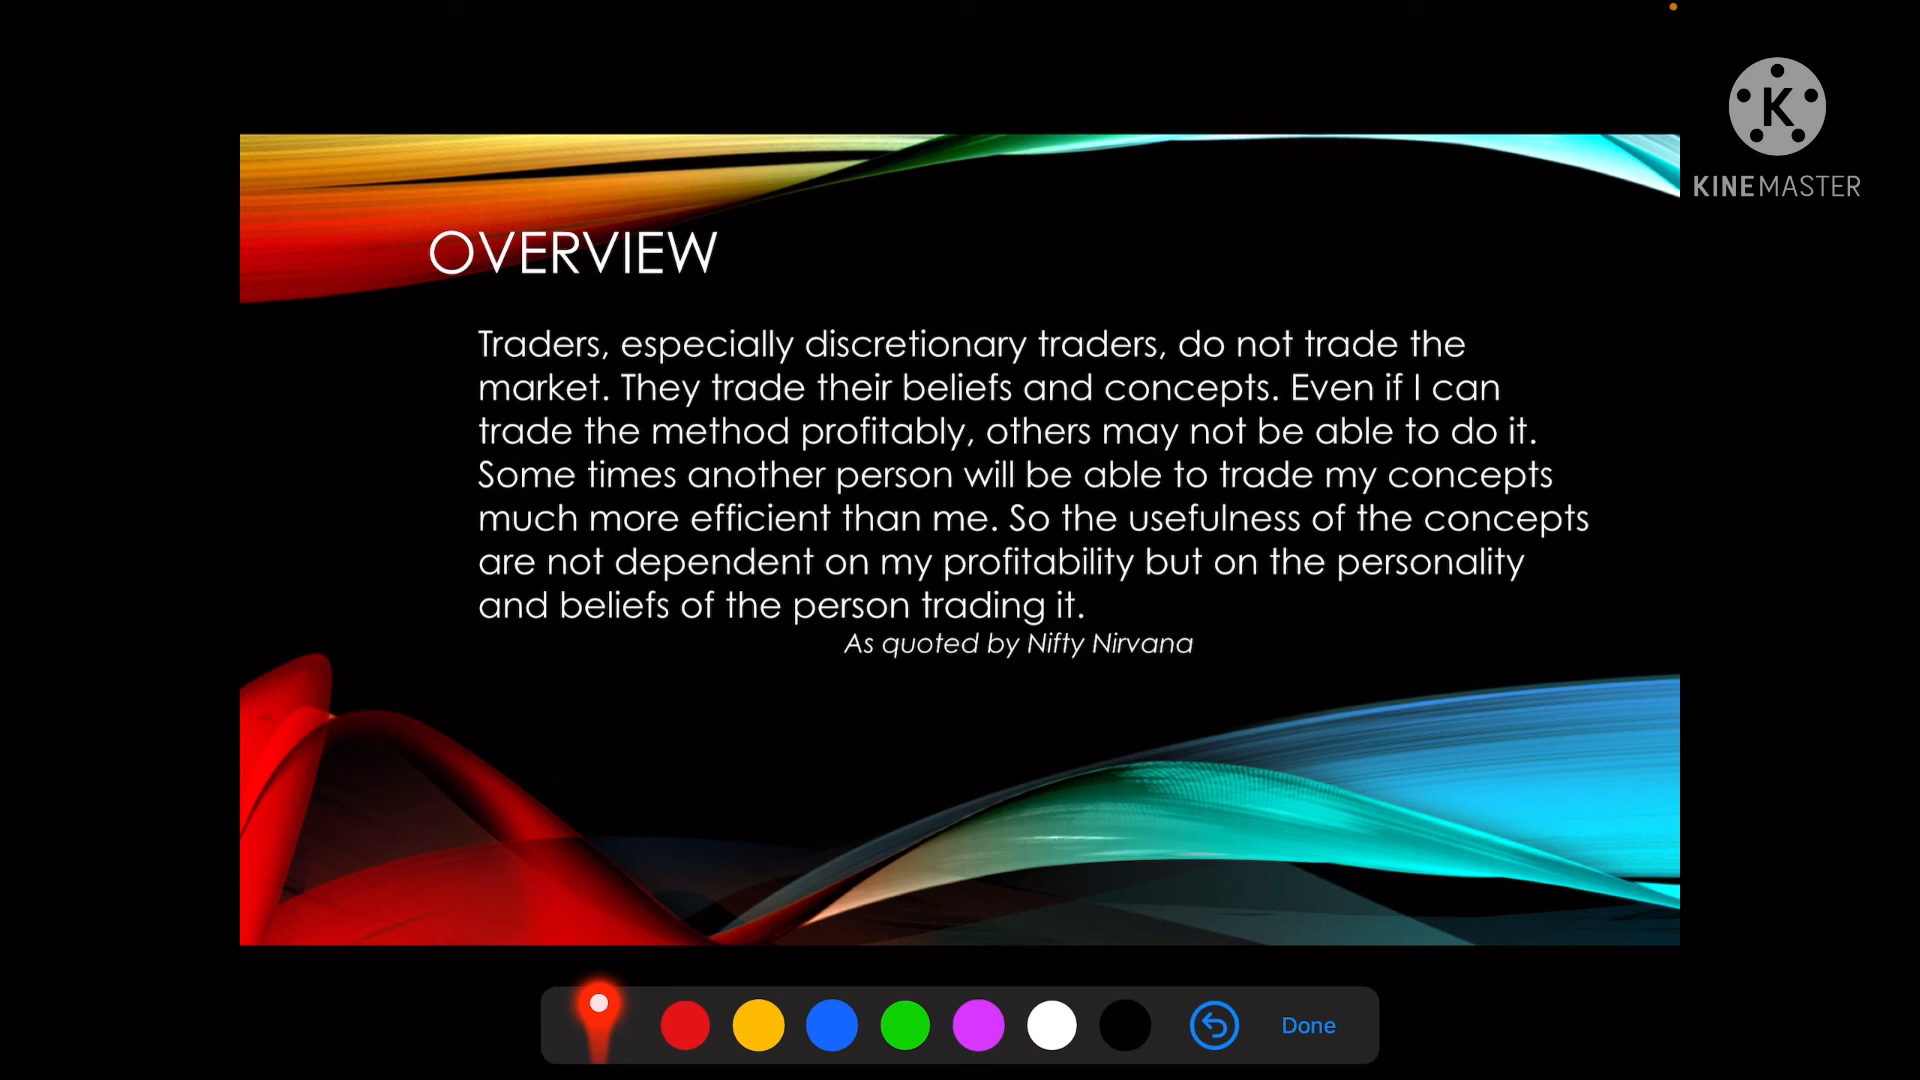 K
KINEMASTER
OVERVIEW
Traders, especially discretionary traders, do not trade the
market. They trade their beliefs and concepts. Even if I can
trade the method profitably, others may not be able to do it.
Some times another person will be able to trade my concepts
much more efficient than me. So the usefulness of the concepts
are not dependent on my profitability but on the personality
and beliefs of the person trading it.
As quoted by Nifty Nirvana
Done